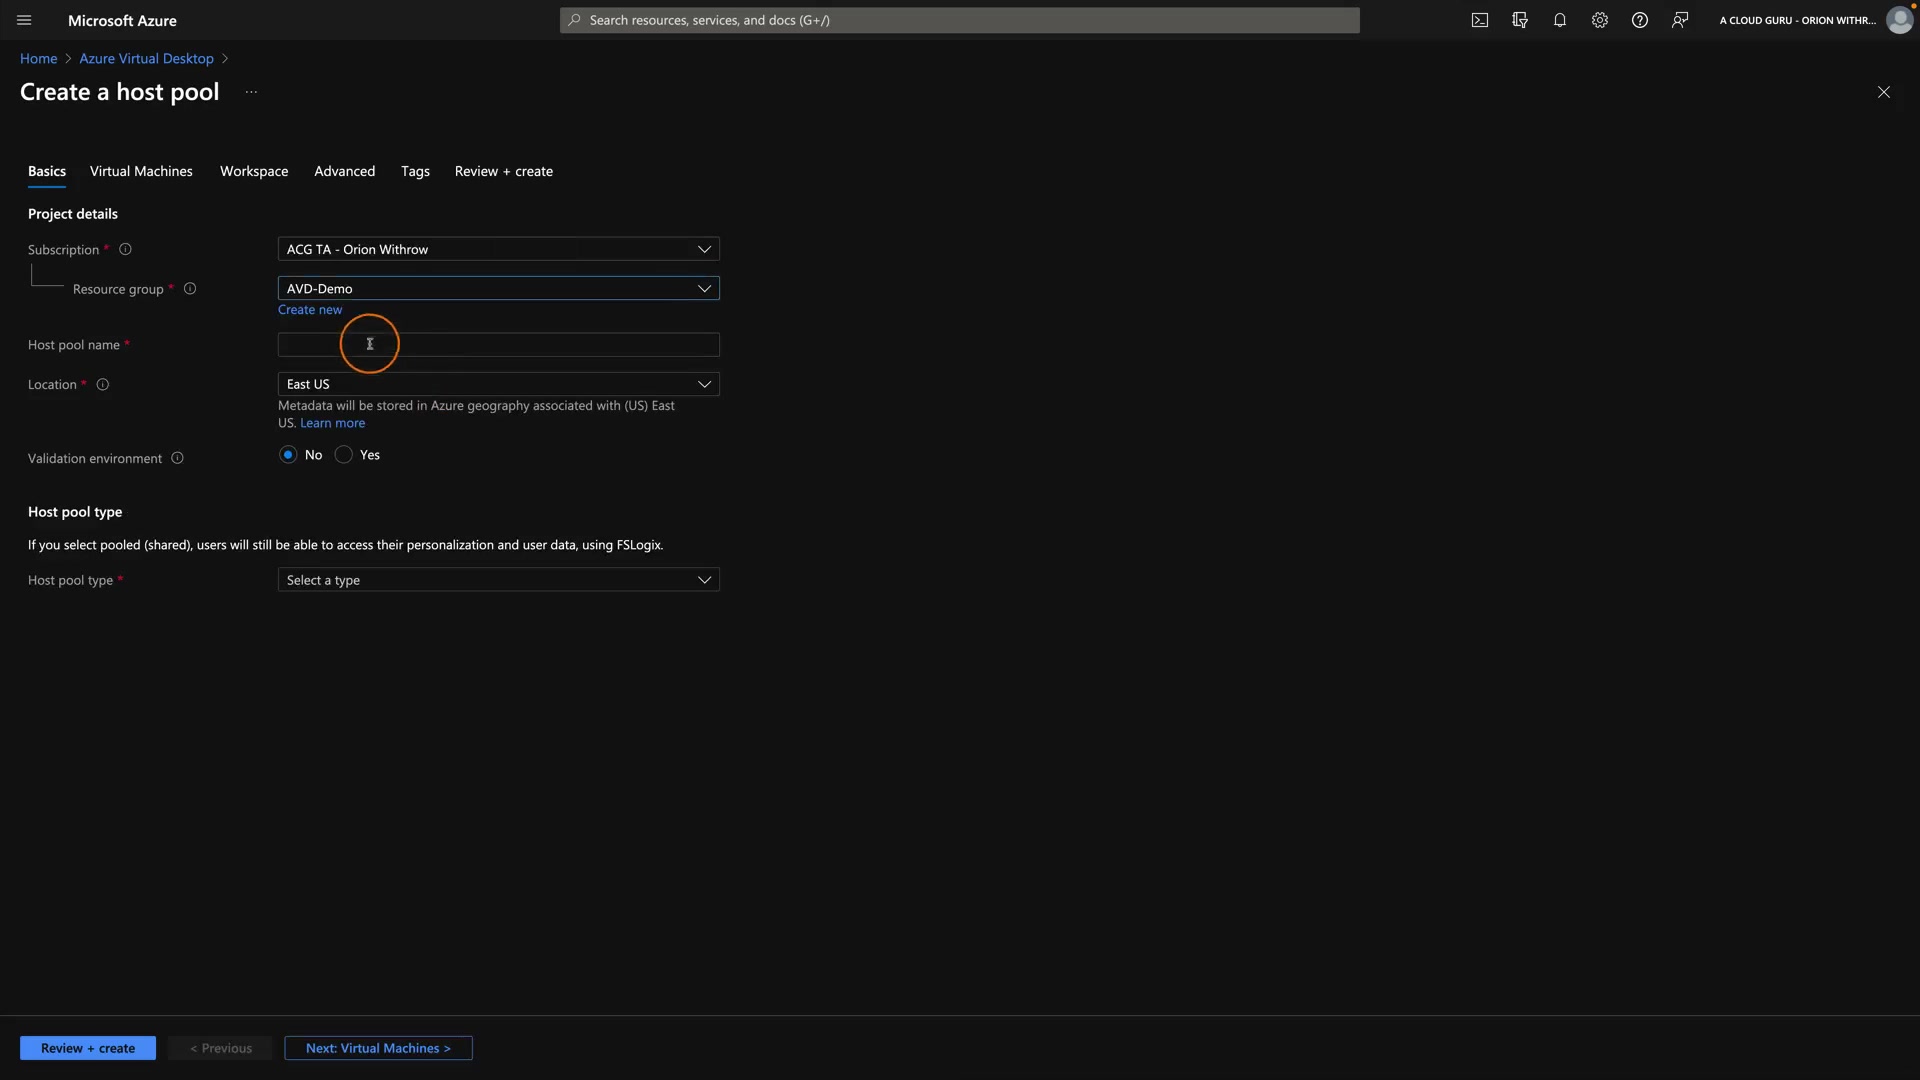 Microsoft Azure
Search resources, services, and docs (G+/)
A CLOUD GURU - ORION WITHR...
Home > Azure Virtual Desktop >
Create a host pool ...
Basics Virtual Machines Workspace Advanced Tags Review + create
Project details
Subscription *
ACG TA - Orion Withrow
Resource group *
AVD-Demo
Create new
Host pool name *
Location *
East US
Metadata will be stored in Azure geography associated with (US) East
US. Learn more
Validation environment
No Yes
Host pool type
If you select pooled (shared), users will still be able to access their personalization and user data, using FSLogix.
Host pool type *
Select a type
Review + create < Previous Next: Virtual Machines >